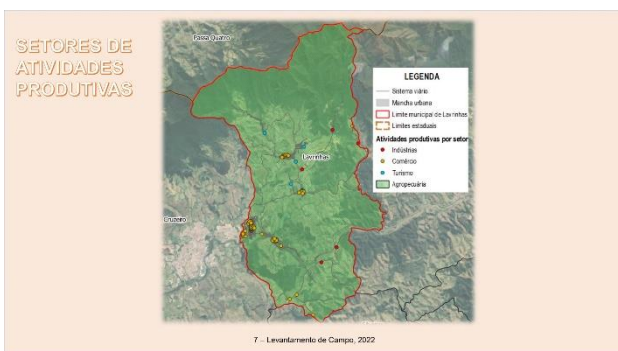 SETORES DE
ATIVIDADES
PRODUTIVAS
Passa Quatro
Lavrinhas
Cruzeiro
LEGENDA
Sistema viário
Mancha urbana
Limite municipal de Lavrinhas
Limites estaduais
Atividades produtivas por setor
Indústrias
Comércio
Turismo
Agropecuária
7 – Levantamento de Campo, 2022